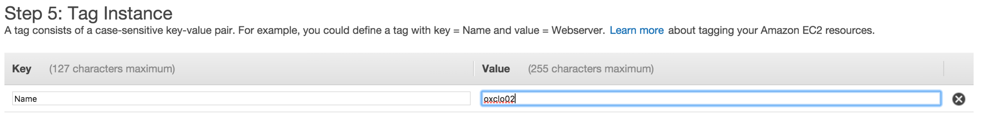 Step 5: Tag Instance
A tag consists of a case-sensitive key-value pair. For example, you could define a tag with key = Name and value = Webserver. Learn more about tagging your Amazon EC2 resources.
Key (127 characters maximum) Value (255 characters maximum)
Name oxclo02